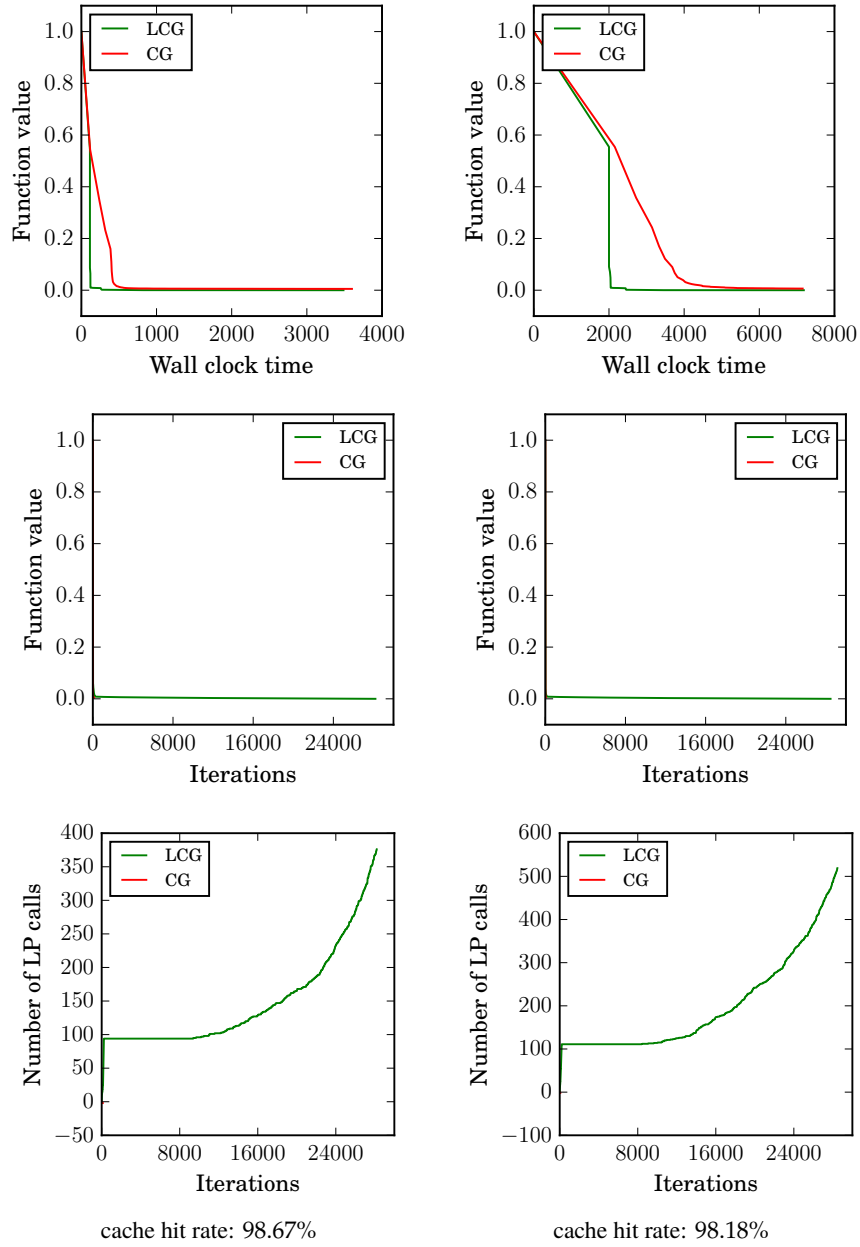 LCG
CG
1.0
0.8
0.6
0.4
0.2
0.0
Function value
0 1000 2000 3000 4000
Wall clock time
LCG
CG
1.0
0.8
0.6
0.4
0.2
0.0
Function value
0 2000 4000 6000 8000
Wall clock time
LCG
CG
1.0
0.8
0.6
0.4
0.2
0.0
Function value
0 8000 16000 24000
Iterations
LCG
CG
1.0
0.8
0.6
0.4
0.2
0.0
Function value
0 8000 16000 24000
Iterations
LCG
CG
400
350
300
250
200
150
100
50
0
−50
Number of LP calls
0 8000 16000 24000
Iterations
cache hit rate: 98.67%
LCG
CG
600
500
400
300
200
100
0
−100
Number of LP calls
0 8000 16000 24000
Iterations
cache hit rate: 98.18%